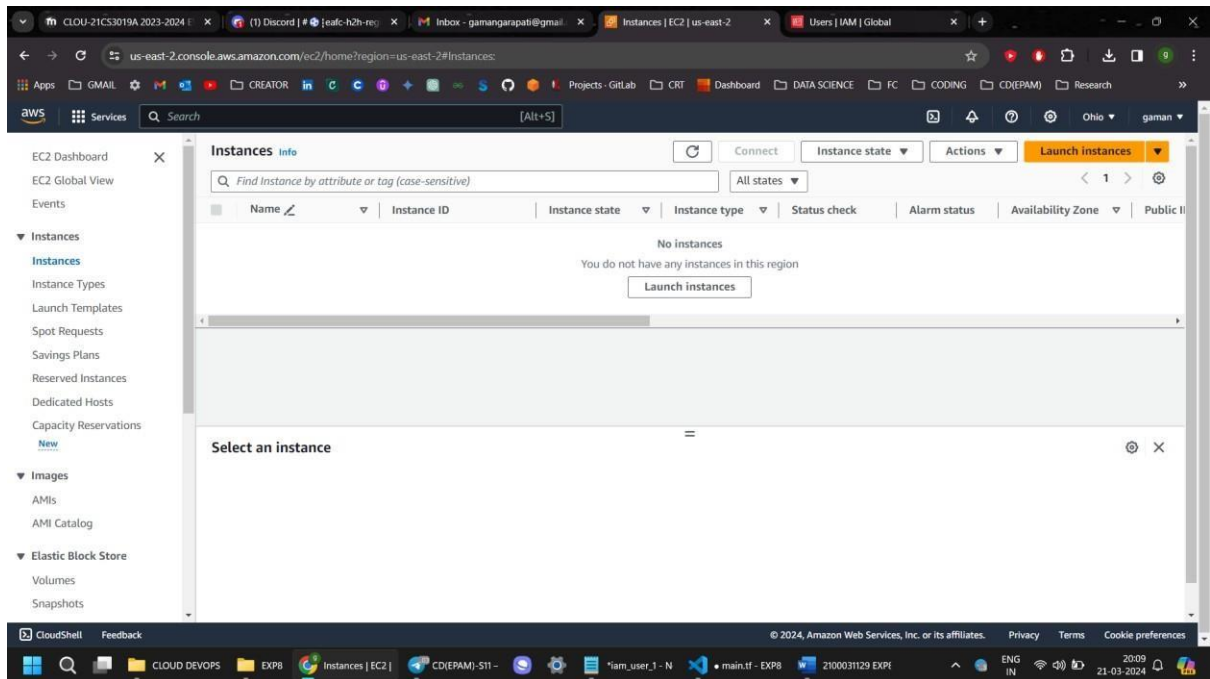 CLOU-21CS3019A 2023-2024 E
(1) Discord | # |eafc-h2h-reg
Inbox - gamangarapati@gmail.
Instances | EC2 | us-east-2
Users | IAM | Global
us-east-2.console.aws.amazon.com/ec2/home?region=us-east-2#Instances:
Apps GMAIL CREATOR Projects · GitLab CRT Dashboard DATA SCIENCE FC CODING CD(EPAM) Research »
aws Services Search [Alt+S] Ohio gaman
EC2 Dashboard
EC2 Global View
Events
Instances
Instances
Instance Types
Launch Templates
Spot Requests
Savings Plans
Reserved Instances
Dedicated Hosts
Capacity Reservations
New
Images
AMIs
AMI Catalog
Elastic Block Store
Volumes
Snapshots
Instances Info Connect Instance state Actions Launch instances
Find Instance by attribute or tag (case-sensitive) All states 1
Name Instance ID Instance state Instance type Status check Alarm status Availability Zone Public I
No instances
You do not have any instances in this region
Launch instances
Select an instance
CloudShell Feedback © 2024, Amazon Web Services, Inc. or its affiliates. Privacy Terms Cookie preferences
CLOUD DEVOPS EXP8 Instances | EC2 | CD(EPAM)-S11 - *iam_user_1 - N main.tf - EXP8 2100031129 EXPE ENG IN 20:09 21-03-2024